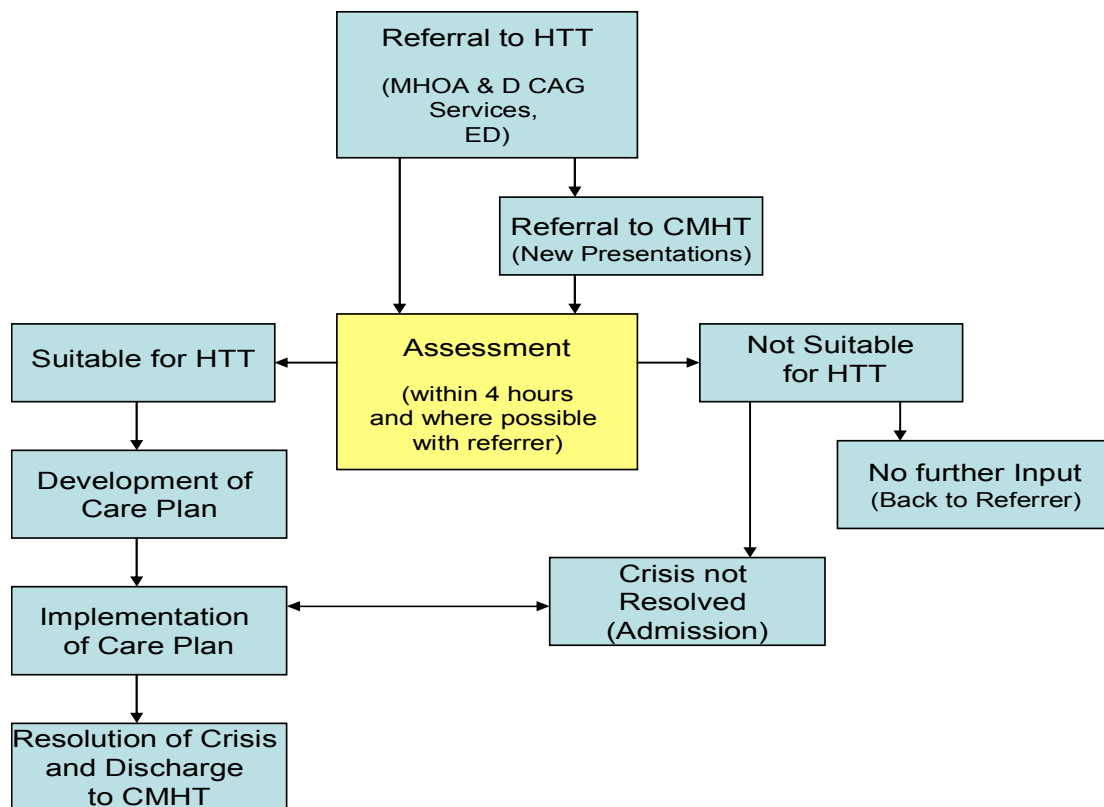 Referral to HTT
(MHOA & D CAG
Services,
ED)
Referral to CMHT
(New Presentations)
Suitable for HTT
Assessment
(within 4 hours
and where possible
with referrer)
Not Suitable
for HTT
Development of
Care Plan
No further Input
(Back to Referrer)
Implementation
of Care Plan
Crisis not
Resolved
(Admission)
Resolution of Crisis
and Discharge
to CMHT